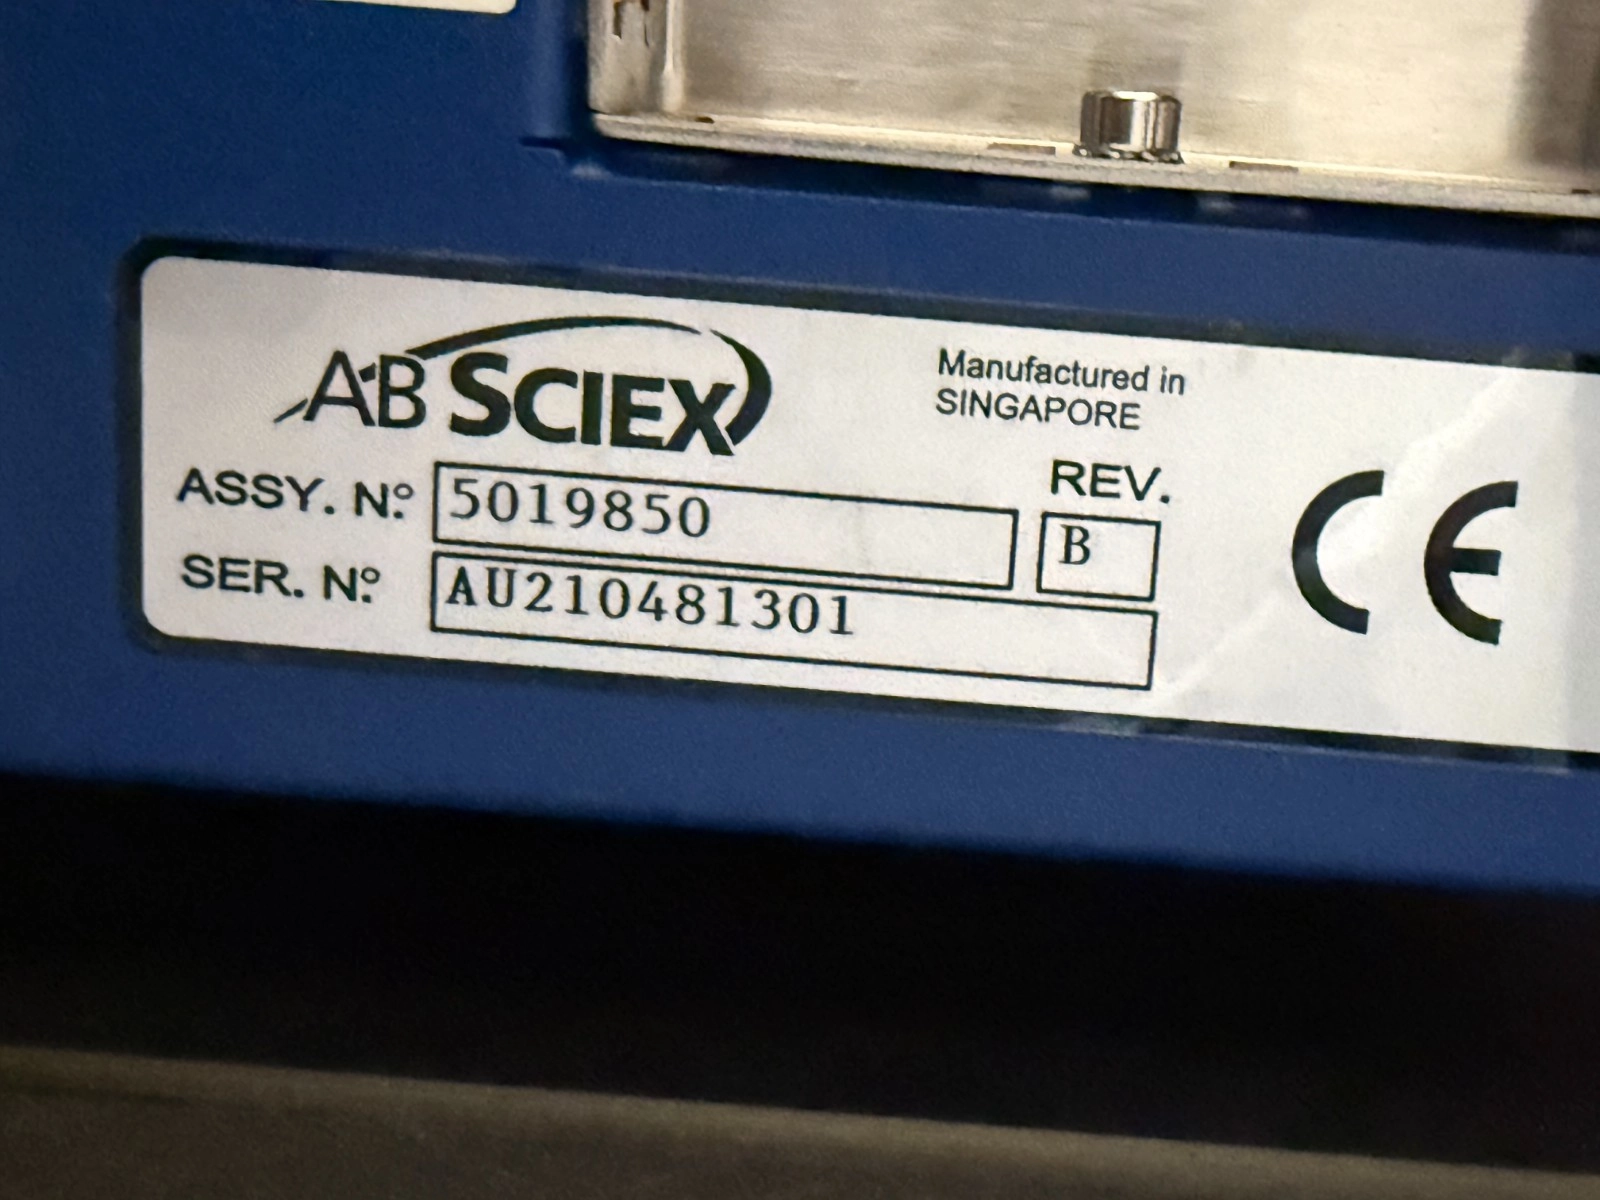 AB SCIEX
Manufactured in
SINGAPORE
ASSY. Nº. 5019850
REV.
B
SER. Nº. AU210481301
CE